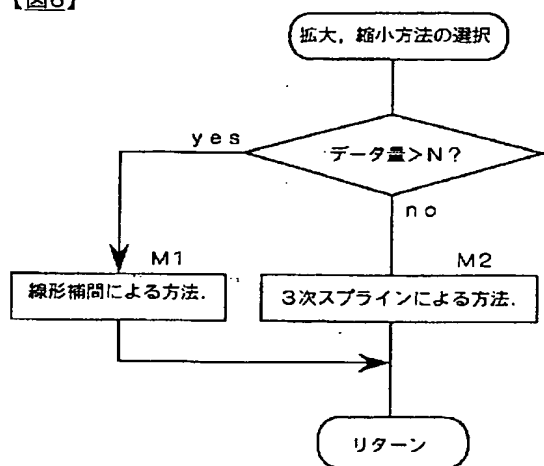 【図6】
拡大，縮小方法の選択
yes
データ量＞N？
no
M1
M2
線形補間による方法．
3次スプラインによる方法．
リターン